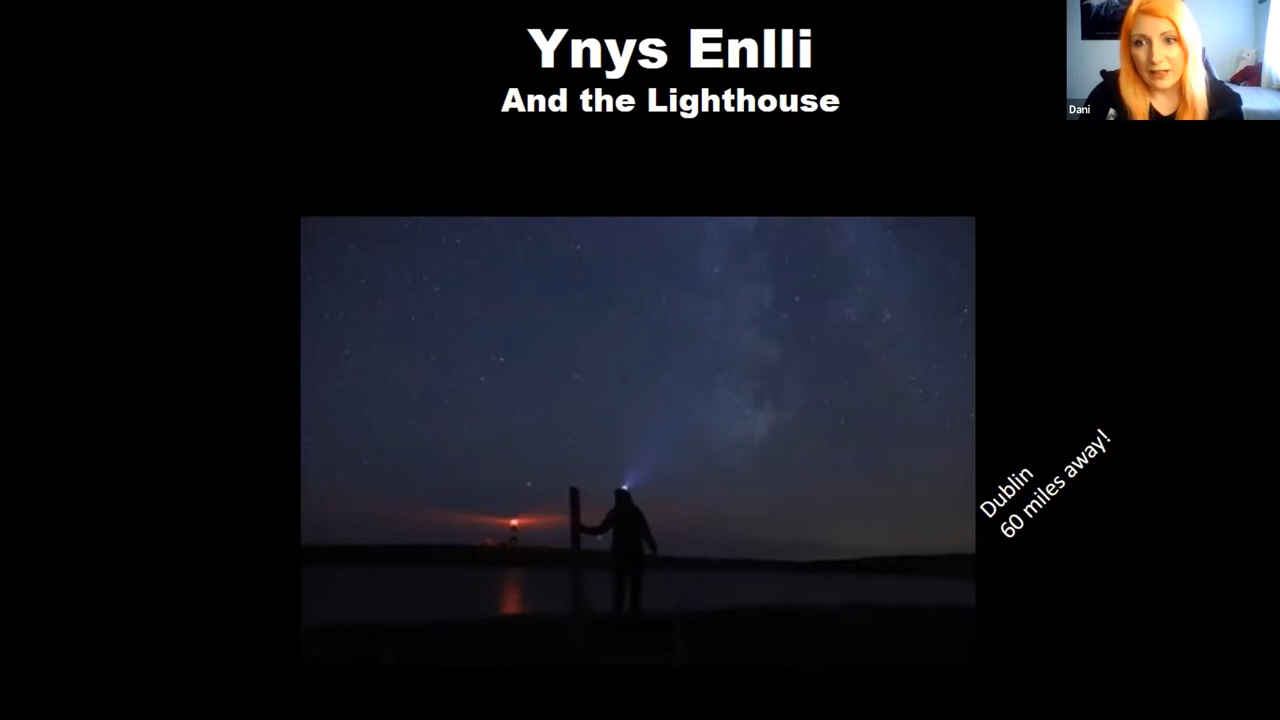 Ynys Enlli
And the Lighthouse
Dani
Dublin
60 miles away!